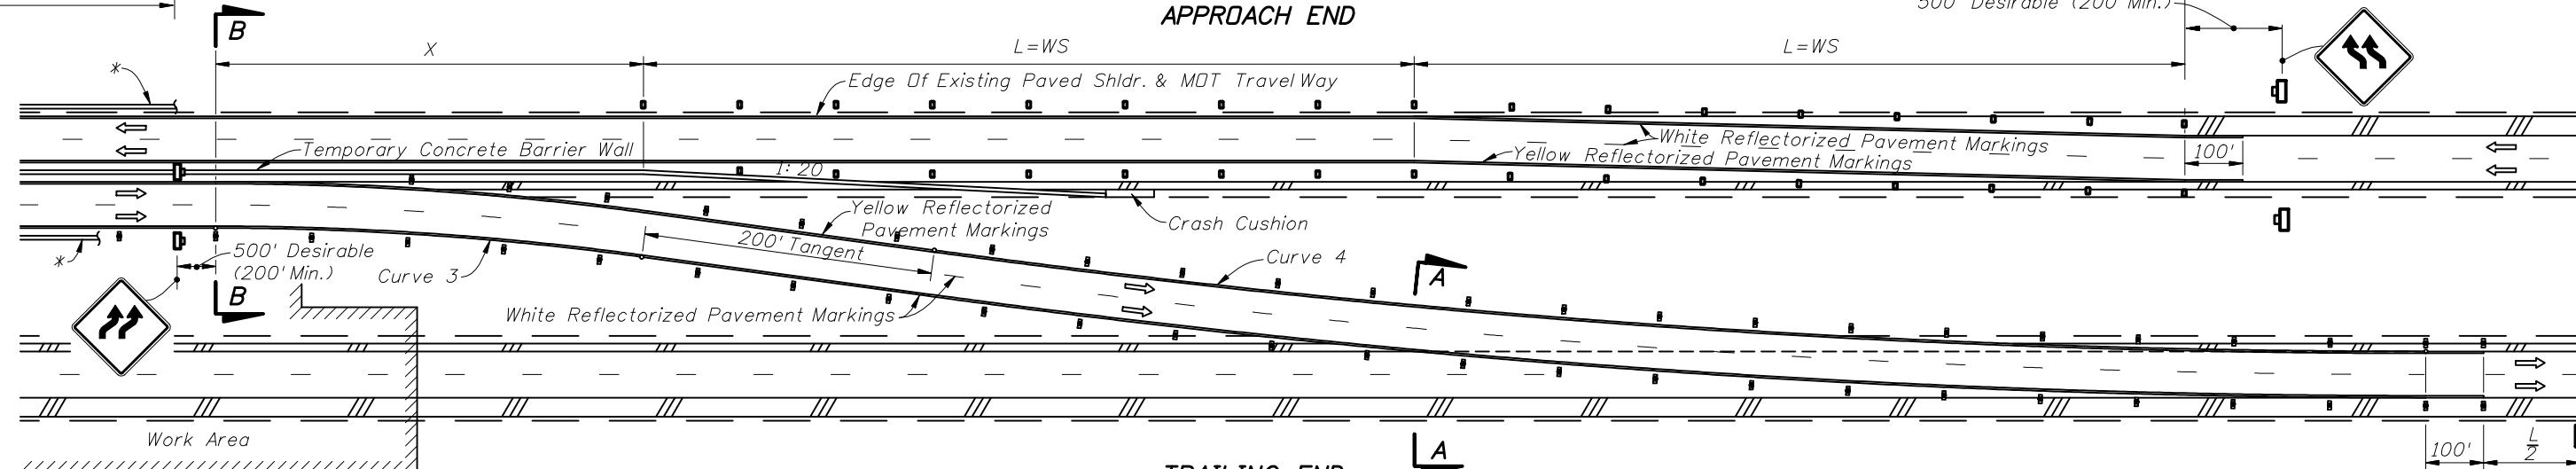 APPROACH END
500' Desirable (200' Min.)
B
X
L=WS
L=WS
*
Edge Of Existing Paved Shldr. & MOT Travel Way
Temporary Concrete Barrier Wall
1:20
White Reflectorized Pavement Markings
Yellow Reflectorized Pavement Markings
100'
Yellow Reflectorized
Pavement Markings
Crash Cushion
200' Tangent
*
500' Desirable
(200' Min.)
Curve 3
Curve 4
A
B
White Reflectorized Pavement Markings
Work Area
A
100'
L
2
TRAILING END